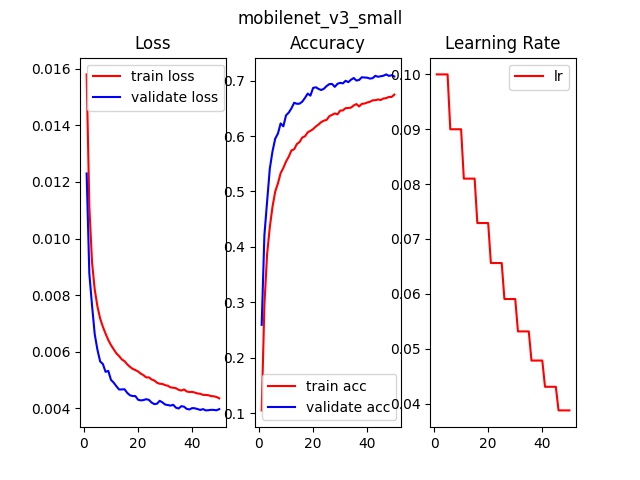 mobilenet_v3_small
Loss
Accuracy
Learning Rate
train loss
validate loss
0.016
0.014
0.012
0.010
0.008
0.006
0.004
0 20 40
train acc
validate acc
0.7
0.6
0.5
0.4
0.3
0.2
0.1
0 20 40
lr
0.10
0.09
0.08
0.07
0.06
0.05
0.04
0 20 40